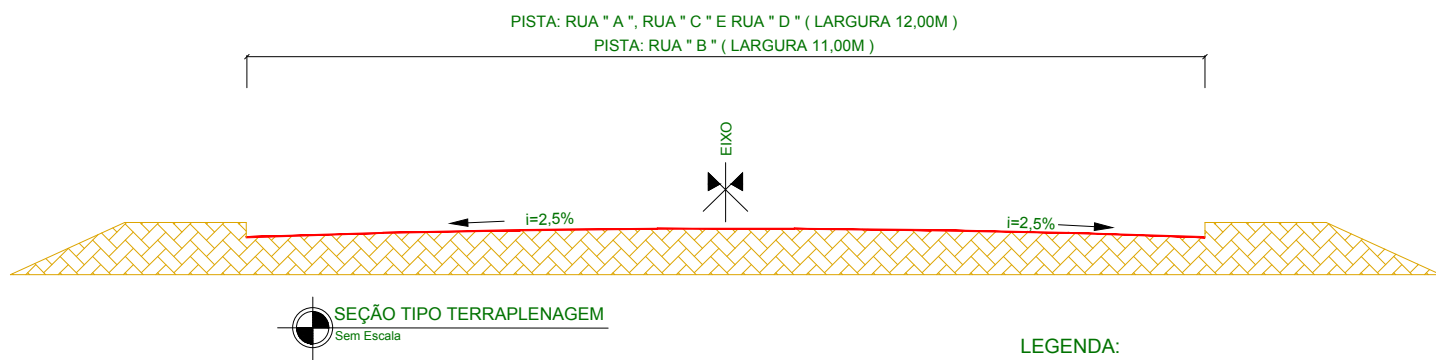 PISTA: RUA " A ", RUA " C " E RUA " D " ( LARGURA 12,00M )
PISTA: RUA " B " ( LARGURA 11,00M )
EIXO
i=2,5%
i=2,5%
SEÇÃO TIPO TERRAPLENAGEM
Sem Escala
LEGENDA: